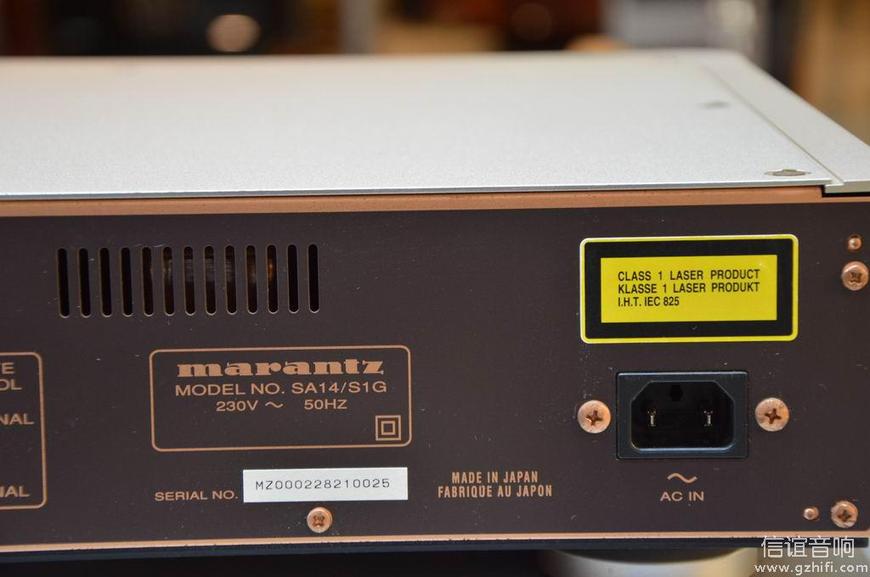 CLASS 1 LASER PRODUCT
KLASSE 1 LASER PRODUKT
I.H.T. IEC 825
marantz
MODEL NO. SA14/S1G
230V ～ 50HZ
SERIAL NO. MZ000228210025
MADE IN JAPAN
FABRIQUE AU JAPON
～
AC IN
信谊音响
www.gzhifi.com